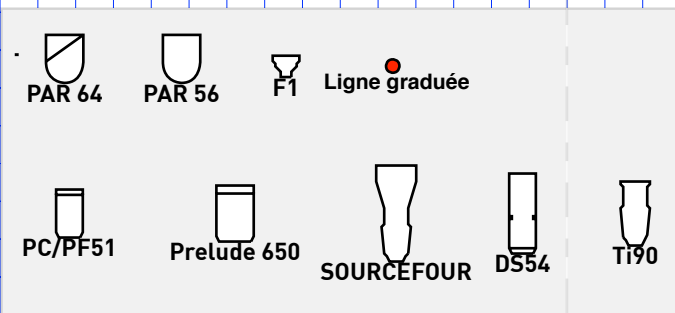 PAR 64
PAR 56
F1
Ligne graduée
PC/PF51
Prelude 650
SOURCEFOUR
DS54
Ti90